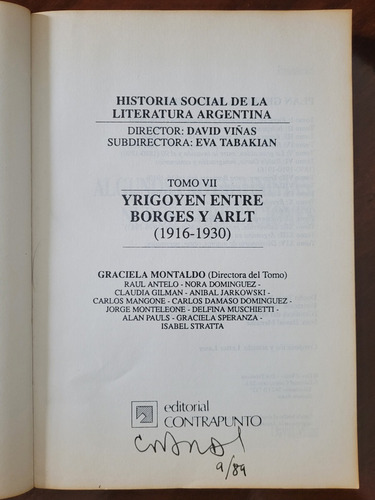 HISTORIA SOCIAL DE LA
LITERATURA ARGENTINA
DIRECTOR: DAVID VIÑAS
SUBDIRECTORA: EVA TABAKIAN
TOMO VII
YRIGOYEN ENTRE
BORGES Y ARLT
(1916-1930)
GRACIELA MONTALDO (Directora del Tomo)
RAUL ANTELO - NORA DOMINGUEZ -
CLAUDIA GILMAN - ANIBAL JARKOWSKI -
CARLOS MANGONE - CARLOS DAMASO DOMINGUEZ -
JORGE MONTELEONE - DELFINA MUSCHIETTI -
ALAN PAULS - GRACIELA SPERANZA -
ISABEL STRATTA
editorial
CONTRAPUNTO
9/89